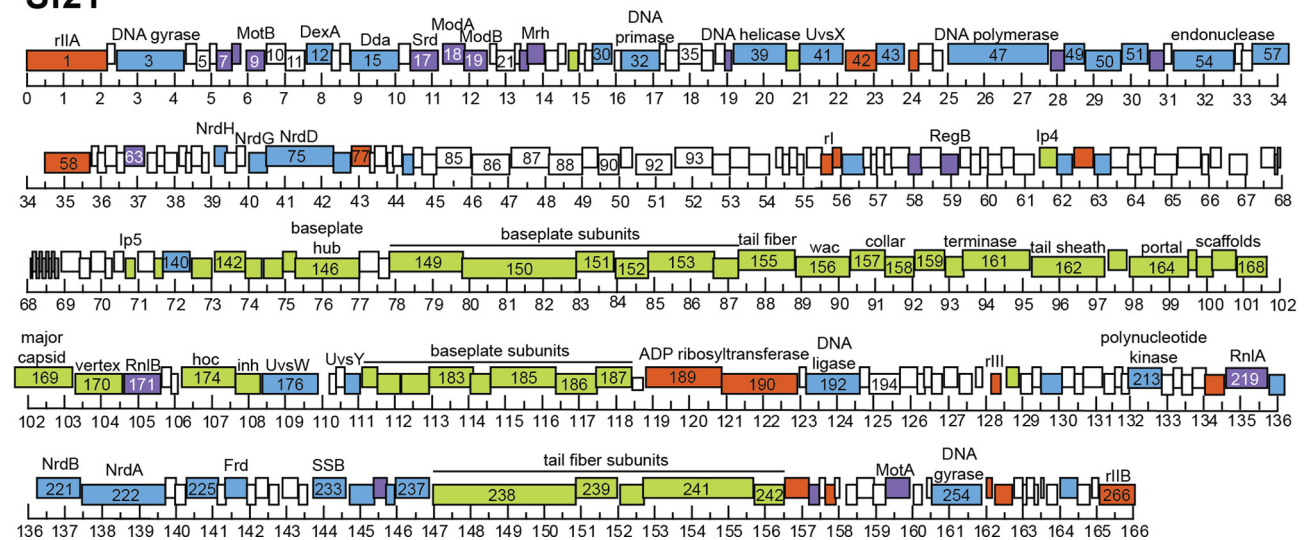 ModA
DNA
rIIA DNA gyrase MotB DexA Dda Srd ModB Mrh primase DNA helicase UvsX DNA polymerase endonuclease
1 3 5 7 9 10 11 12 15 17 18 19 21 30 32 35 39 41 42 43 47 49 50 51 54 57
0 1 2 3 4 5 6 7 8 9 10 11 12 13 14 15 16 17 18 19 20 21 22 23 24 25 26 27 28 29 30 31 32 33 34
NrdH NrdG NrdD rI RegB Ip4
58 63 75 77 85 86 87 88 90 92 93
34 35 36 37 38 39 40 41 42 43 44 45 46 47 48 49 50 51 52 53 54 55 56 57 58 59 60 61 62 63 64 65 66 67 68
baseplate
Ip5 hub baseplate subunits tail fiber wac collar terminase tail sheath portal scaffolds
140 142 146 149 150 151 152 153 155 156 157 158 159 161 162 164 168
68 69 70 71 72 73 74 75 76 77 78 79 80 81 82 83 84 85 86 87 88 89 90 91 92 93 94 95 96 97 98 99 100 101 102
major DNA polynucleotide
capsid vertex RnlB hoc inh UvsW UvsY baseplate subunits ADP ribosyltransferase ligase rIII kinase RnlA
169 170 171 174 176 183 185 186 187 189 190 192 194 213 219
102 103 104 105 106 107 108 109 110 111 112 113 114 115 116 117 118 119 120 121 122 123 124 125 126 127 128 129 130 131 132 133 134 135 136
DNA
NrdB NrdA Frd SSB tail fiber subunits MotA gyrase rIIB
221 222 225 233 237 238 239 241 242 254 266
136 137 138 139 140 141 142 143 144 145 146 147 148 149 150 151 152 153 154 155 156 157 158 159 160 161 162 163 164 165 166